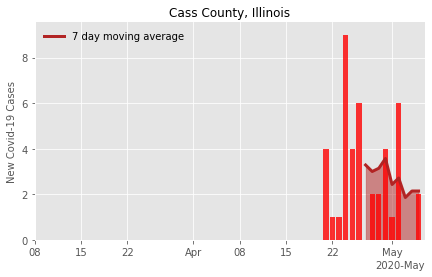 Cass County, Illinois
7 day moving average
New Covid-19 Cases
8
6
4
2
0
08 15 22 Apr 08 15 22 May
2020-May